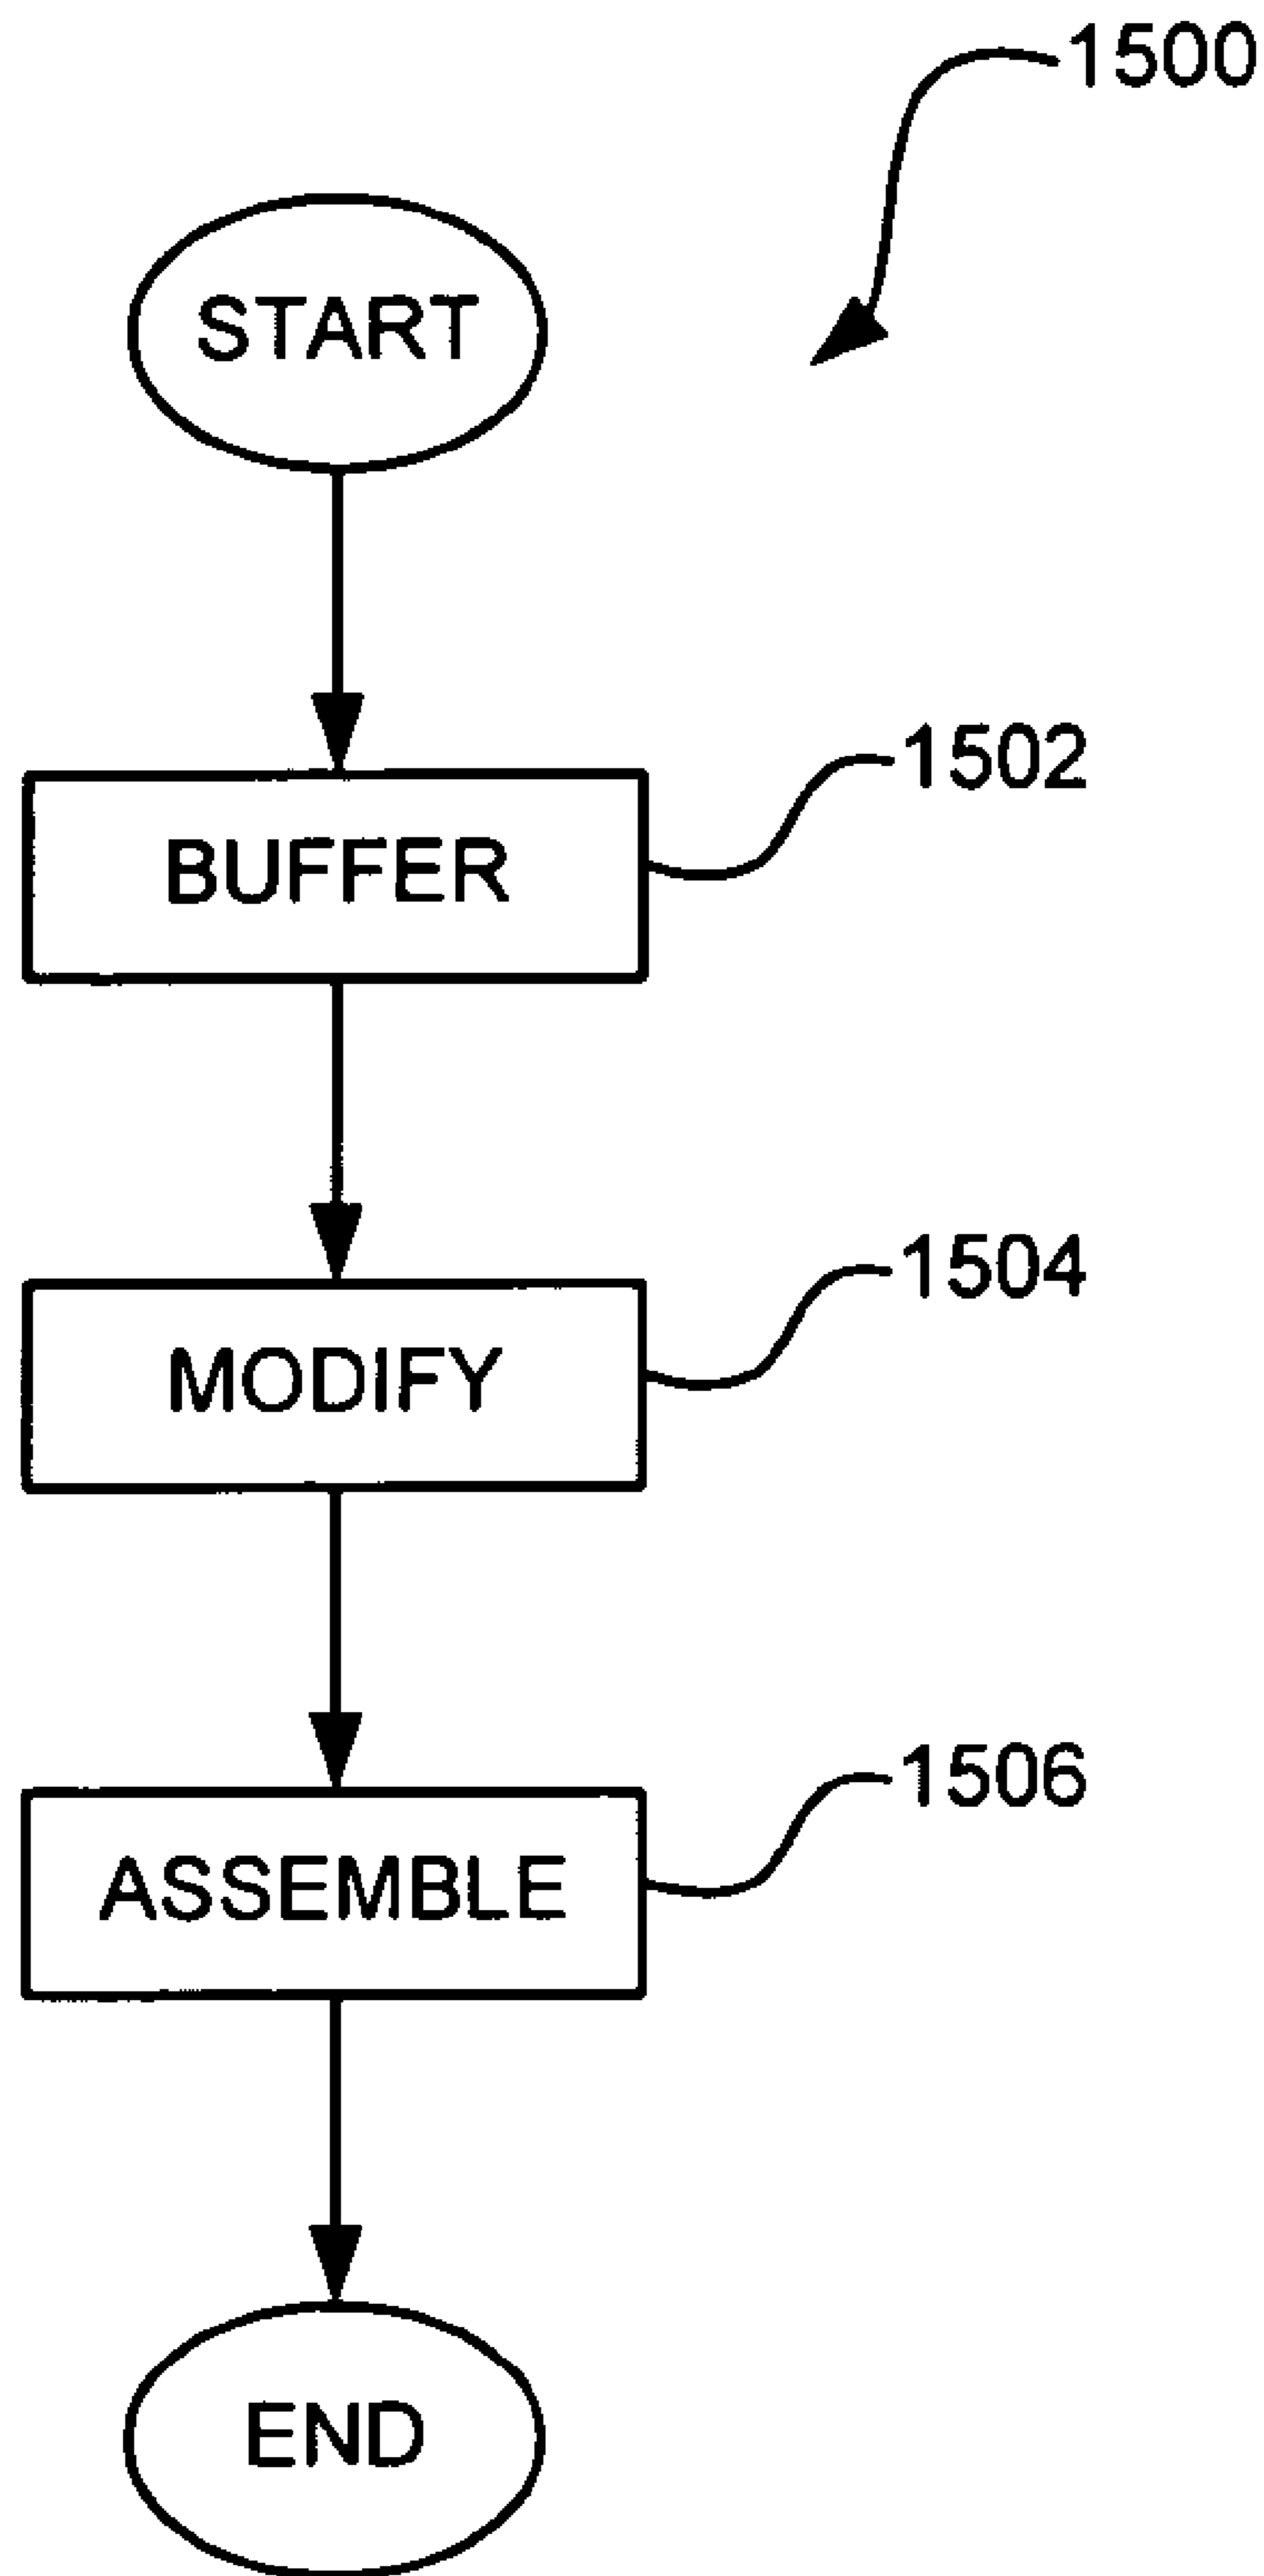 1500
START
1502
BUFFER
1504
MODIFY
1506
ASSEMBLE
END